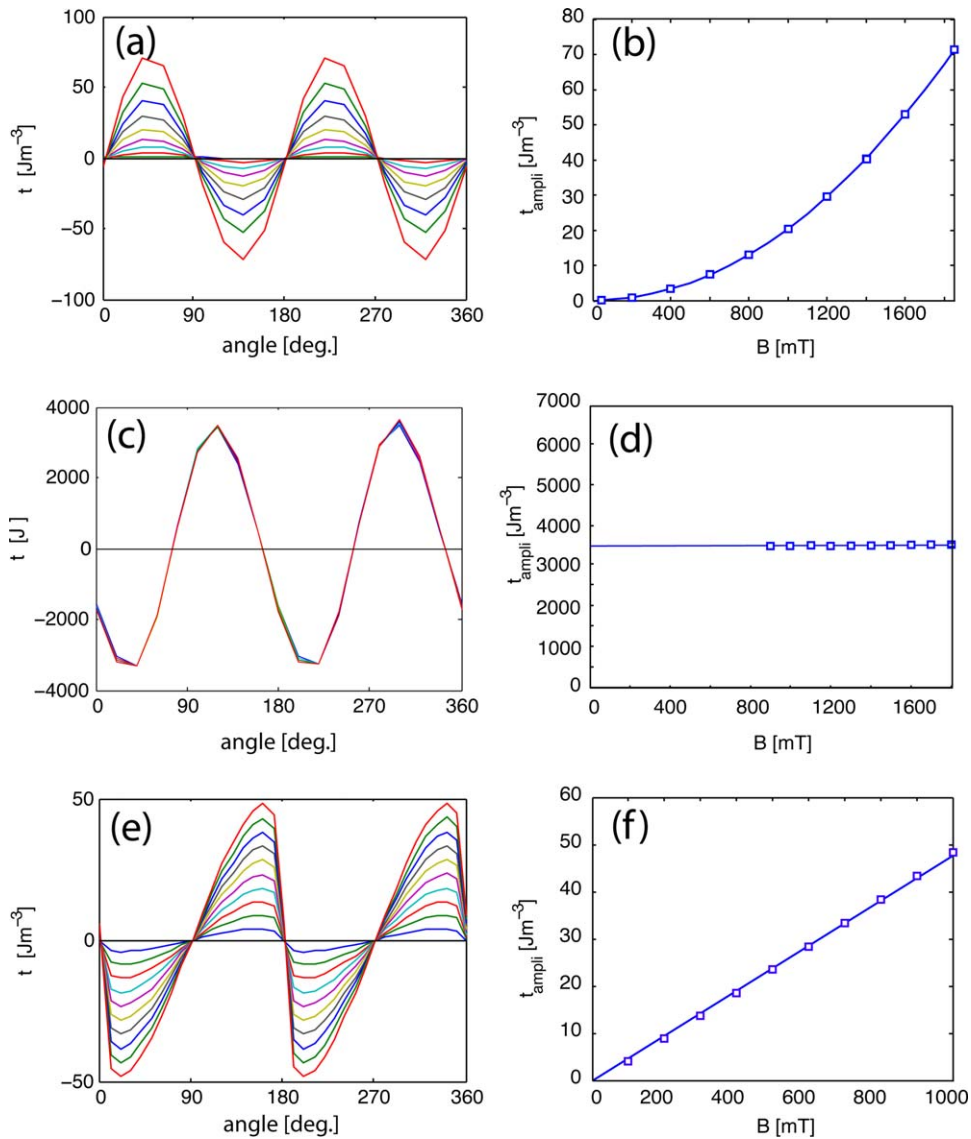 (a)
100
50
0
−50
−100
t [Jm⁻³]
0 90 180 270 360
angle [deg.]
(b)
80
70
60
50
40
30
20
10
0
t_ampli [Jm⁻³]
400 800 1200 1600
B [mT]
(c)
4000
2000
0
−2000
−4000
t [J ]
0 90 180 270 360
angle [deg.]
(d)
7000
6000
5000
4000
3000
2000
3000
0
t_ampli [Jm⁻³]
0 400 800 1200 1600
B [mT]
(e)
50
0
−50
t [Jm⁻³]
0 90 180 270 360
angle [deg.]
(f)
60
50
40
30
20
10
0
t_ampli [Jm⁻³]
0 200 400 600 800 1000
B [mT]